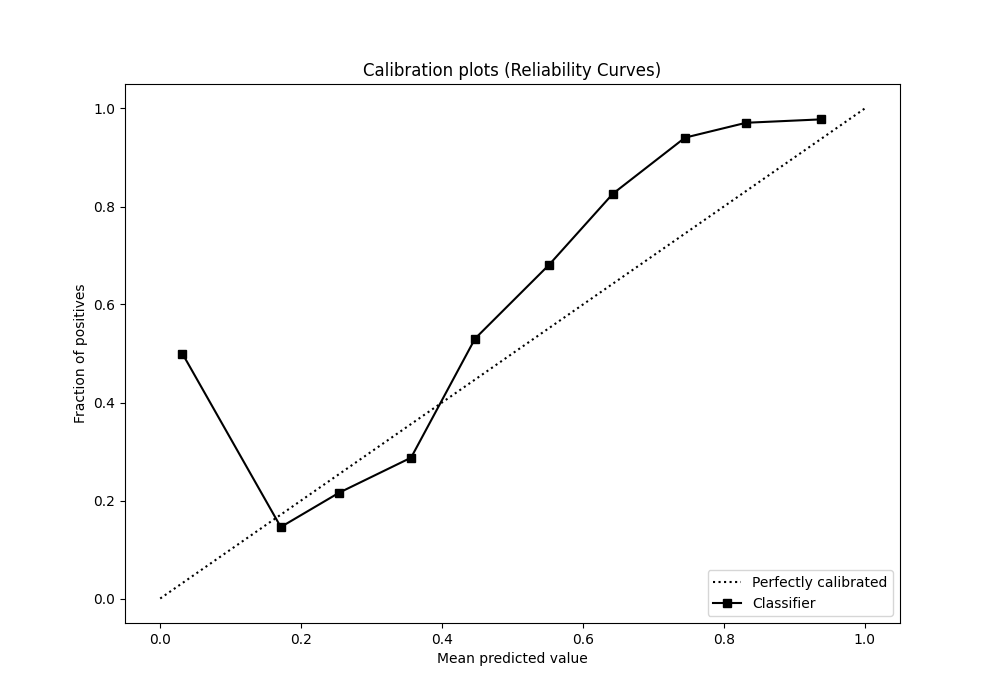 Calibration plots (Reliability Curves)
1.0
0.8
0.6
0.4
0.2
0.0
Fraction of positives
0.0 0.2 0.4 0.6 0.8 1.0
Mean predicted value
Perfectly calibrated
Classifier